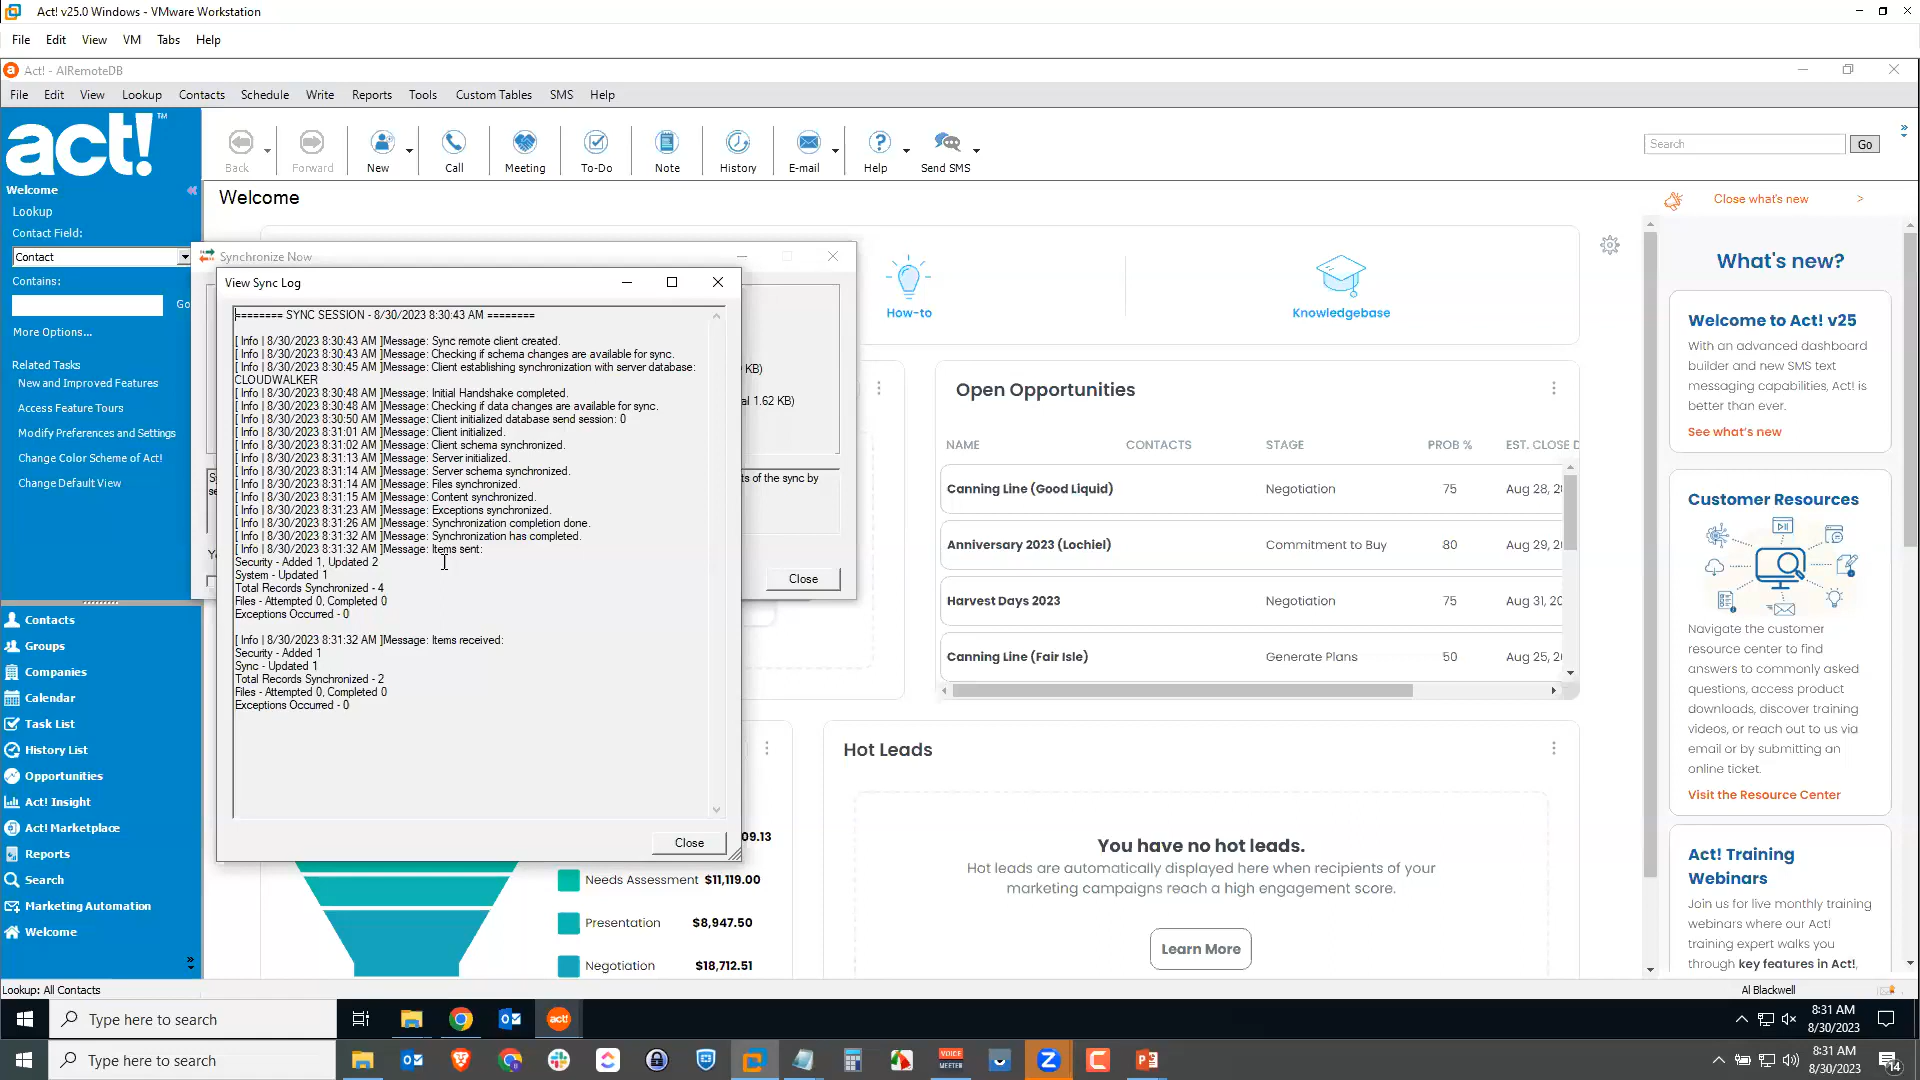 Act! v25.0 Windows - VMware Workstation
File Edit View VM Tabs Help
Act! - AIRemoteDB
File Edit View Lookup Contacts Schedule Write Reports Tools Custom Tables SMS Help
act!™
Back Forward New Call Meeting To-Do Note History E-mail Help Send SMS
Search Go
Welcome
Lookup
Contact Field:
Contact
Contains:
Go
More Options...
Related Tasks
New and Improved Features
Access Feature Tours
Modify Preferences and Settings
Change Color Scheme of Act!
Change Default View
Contacts
Groups
Companies
Calendar
Task List
History List
Opportunities
Act! Insight
Act! Marketplace
Reports
Search
Marketing Automation
Welcome
Welcome
Close what's new >
Synchronize Now
View Sync Log
======== SYNC SESSION - 8/30/2023 8:30:43 AM ========
[ Info | 8/30/2023 8:30:43 AM ]Message: Sync remote client created.
[ Info | 8/30/2023 8:30:43 AM ]Message: Checking if schema changes are available for sync.
[ Info | 8/30/2023 8:30:45 AM ]Message: Client establishing synchronization with server database:
CLOUDWALKER
[ Info | 8/30/2023 8:30:48 AM ]Message: Initial Handshake completed.
[ Info | 8/30/2023 8:30:48 AM ]Message: Checking if data changes are available for sync.
[ Info | 8/30/2023 8:30:50 AM ]Message: Client initialized database send session: 0
[ Info | 8/30/2023 8:31:01 AM ]Message: Client initialized.
[ Info | 8/30/2023 8:31:02 AM ]Message: Client schema synchronized.
[ Info | 8/30/2023 8:31:13 AM ]Message: Server initialized.
[ Info | 8/30/2023 8:31:14 AM ]Message: Server schema synchronized.
[ Info | 8/30/2023 8:31:14 AM ]Message: Files synchronized.
[ Info | 8/30/2023 8:31:15 AM ]Message: Content synchronized.
[ Info | 8/30/2023 8:31:23 AM ]Message: Exceptions synchronized.
[ Info | 8/30/2023 8:31:26 AM ]Message: Synchronization completion done.
[ Info | 8/30/2023 8:31:32 AM ]Message: Synchronization has completed.
[ Info | 8/30/2023 8:31:32 AM ]Message: Items sent:
Security - Added 1, Updated 2
System - Updated 1
Total Records Synchronized - 4
Files - Attempted 0, Completed 0
Exceptions Occurred - 0
[ Info | 8/30/2023 8:31:32 AM ]Message: Items received:
Security - Added 1
Sync - Updated 1
Total Records Synchronized - 2
Files - Attempted 0, Completed 0
Exceptions Occurred - 0
Close
KB)
al 1.62 KB)
ts of the sync by
Close
How-to
Knowledgebase
Open Opportunities
NAME CONTACTS STAGE PROB % EST. CLOSE D
Canning Line (Good Liquid) Negotiation 75 Aug 28, 2
Anniversary 2023 (Lochiel) Commitment to Buy 80 Aug 29, 2
Harvest Days 2023 Negotiation 75 Aug 31, 20
Canning Line (Fair Isle) Generate Plans 50 Aug 25, 2
09.13
Needs Assessment $11,119.00
Presentation $8,947.50
Negotiation $18,712.51
Hot Leads
You have no hot leads.
Hot leads are automatically displayed here when recipients of your
marketing campaigns reach a high engagement score.
Learn More
What's new?
Welcome to Act! v25
With an advanced dashboard
builder and new SMS text
messaging capabilities, Act! is
better than ever.
See what's new
Customer Resources
Navigate the customer
resource center to find
answers to commonly asked
questions, access product
downloads, discover training
videos, or reach out to us via
email or by submitting an
online ticket.
Visit the Resource Center
Act! Training
Webinars
Join us for live monthly training
webinars where our Act!
training expert walks you
through key features in Act!,
Lookup: All Contacts
Al Blackwell
Type here to search
8:31 AM
8/30/2023
Type here to search
VOICE
MEETER
8:31 AM
8/30/2023
14